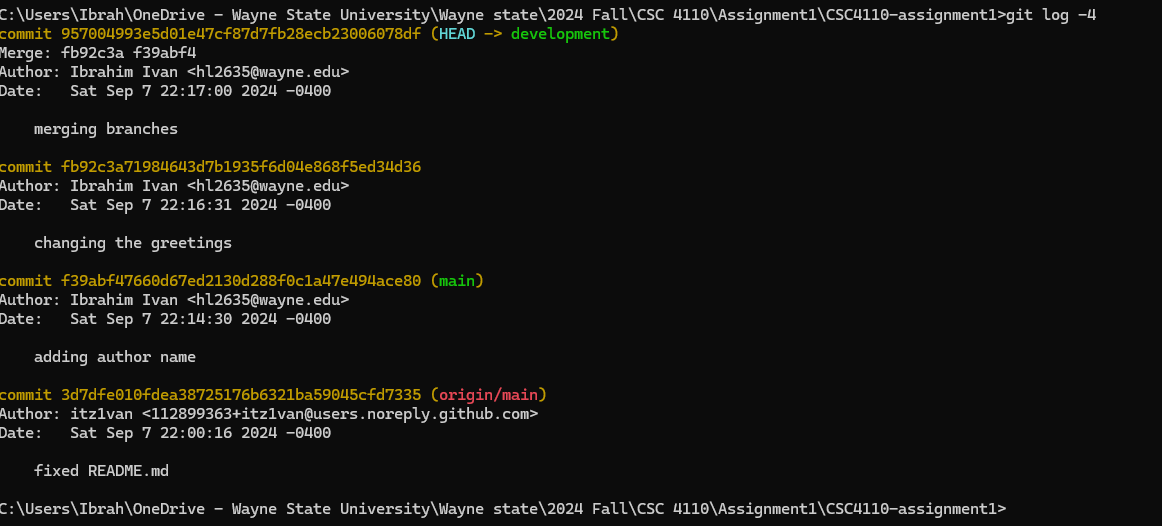 C:\Users\Ibrah\OneDrive - Wayne State University\Wayne state\2024 Fall\CSC 4110\Assignment1\CSC4110-assignment1>git log -4
commit 957004993e5d01e47cf87d7fb28ecb23006078df (HEAD -> development)
Merge: fb92c3a f39abf4
Author: Ibrahim Ivan <hl2635@wayne.edu>
Date:   Sat Sep 7 22:17:00 2024 -0400
    merging branches
commit fb92c3a71984643d7b1935f6d04e868f5ed34d36
Author: Ibrahim Ivan <hl2635@wayne.edu>
Date:   Sat Sep 7 22:16:31 2024 -0400
    changing the greetings
commit f39abf47660d67ed2130d288f0c1a47e494ace80 (main)
Author: Ibrahim Ivan <hl2635@wayne.edu>
Date:   Sat Sep 7 22:14:30 2024 -0400
    adding author name
commit 3d7dfe010fdea38725176b6321ba59045cfd7335 (origin/main)
Author: itz1van <112899363+itz1van@users.noreply.github.com>
Date:   Sat Sep 7 22:00:16 2024 -0400
    fixed README.md
C:\Users\Ibrah\OneDrive - Wayne State University\Wayne state\2024 Fall\CSC 4110\Assignment1\CSC4110-assignment1>